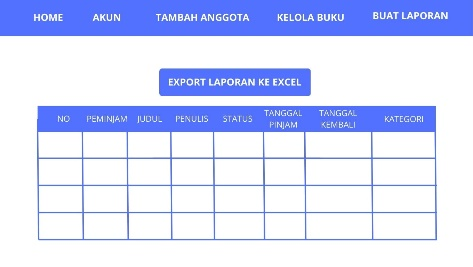 HOME AKUN TAMBAH ANGGOTA KELOLA BUKU BUAT LAPORAN
EXPORT LAPORAN KE EXCEL
NO PEMINJAM JUDUL PENULIS STATUS TANGGAL PINJAM TANGGAL KEMBALI KATEGORI